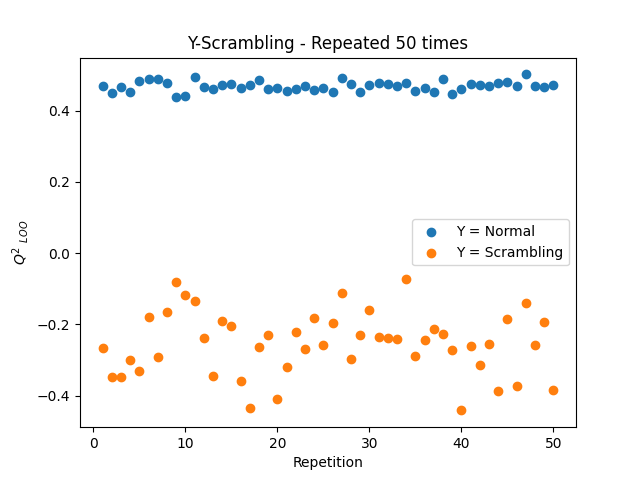 Y-Scrambling - Repeated 50 times
0.4
0.2
0.0
−0.2
−0.4
Q² LOO
Y = Normal
Y = Scrambling
0 10 20 30 40 50
Repetition